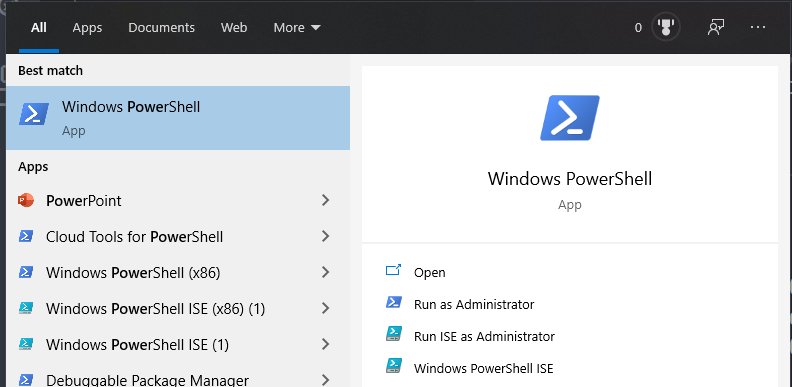 All Apps Documents Web More 0
Best match
Windows PowerShell
App
Apps
PowerPoint
Cloud Tools for PowerShell
Windows PowerShell (x86)
Windows PowerShell ISE (x86) (1)
Windows PowerShell ISE (1)
Debuggable Package Manager
Windows PowerShell
App
Open
Run as Administrator
Run ISE as Administrator
Windows PowerShell ISE